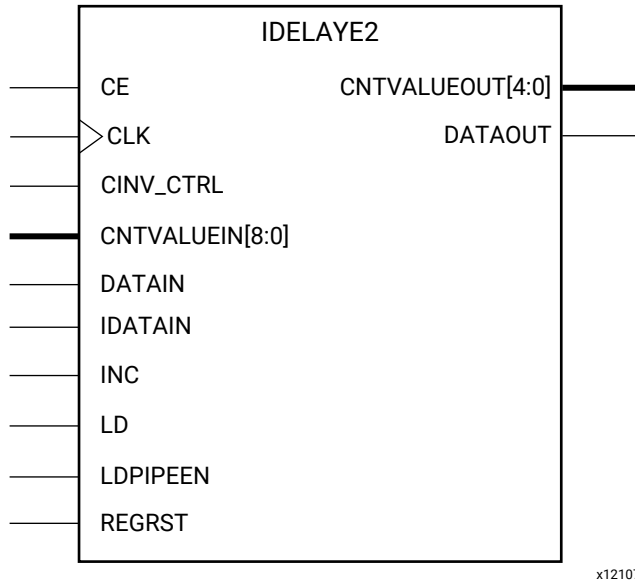 IDELAYE2
CE
CNTVALUEOUT[4:0]
CLK
DATAOUT
CINV_CTRL
CNTVALUEIN[8:0]
DATAIN
IDATAIN
INC
LD
LDPIPEEN
REGRST